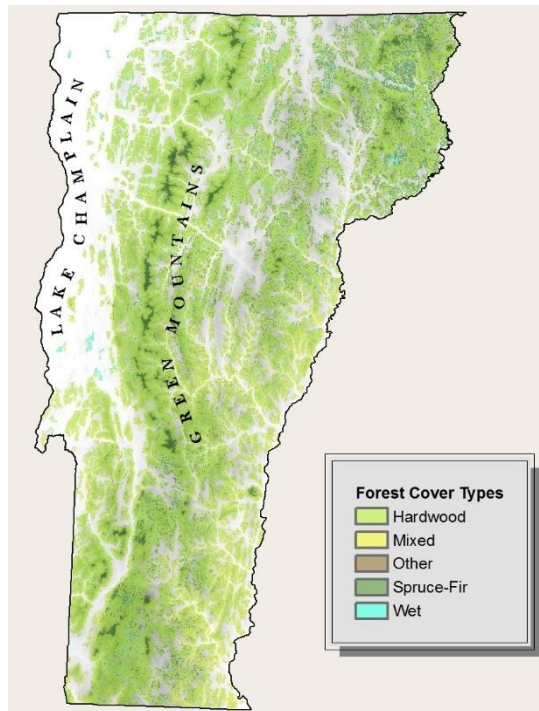 LAKE CHAMPLAIN
GREEN MOUNTAINS
Forest Cover Types
Hardwood
Mixed
Other
Spruce-Fir
Wet